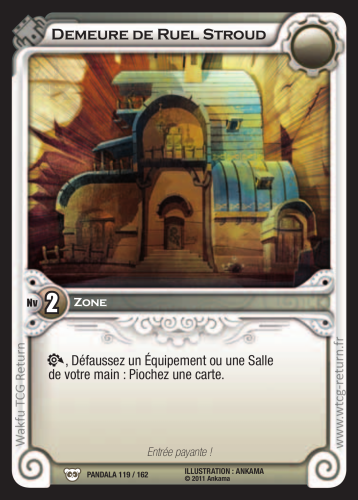 DEMEURE DE RUEL STROUD
Nv 2 ZONE
, Défaussez un Équipement ou une Salle
de votre main : Piochez une carte.
Wakfu TCG Return
www.wtcg-return.fr
Entrée payante !
PANDALA 119 / 162
ILLUSTRATION : ANKAMA
© 2011 Ankama